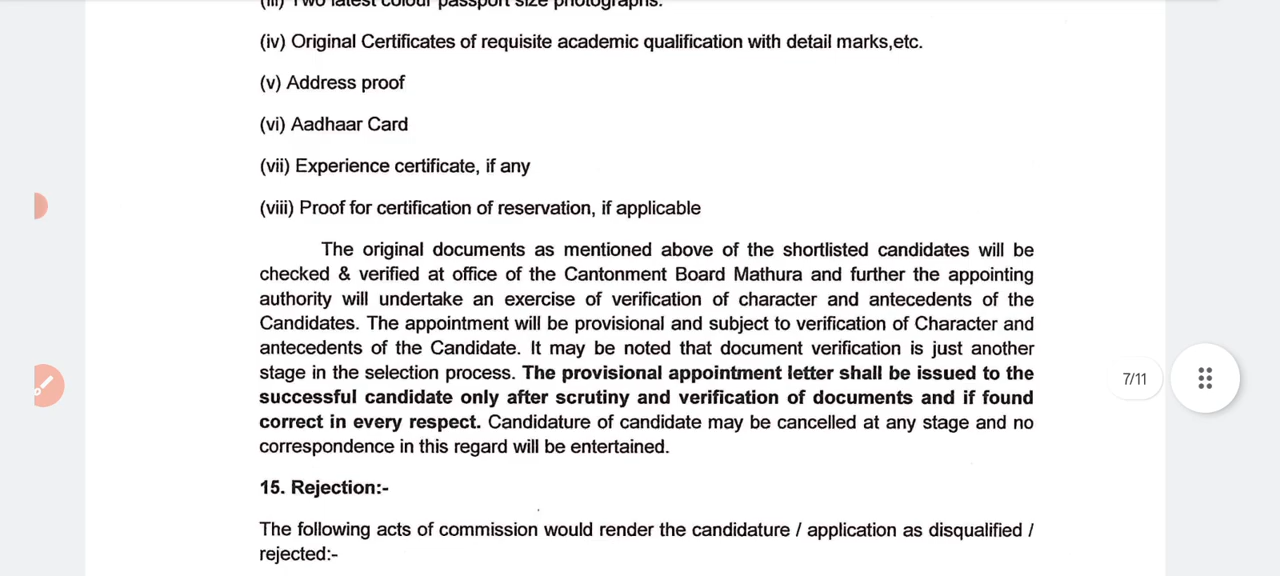 (iii) Two latest colour passport size photographs.
(iv) Original Certificates of requisite academic qualification with detail marks,etc.
(v) Address proof
(vi) Aadhaar Card
(vii) Experience certificate, if any
(viii) Proof for certification of reservation, if applicable
The original documents as mentioned above of the shortlisted candidates will be
checked & verified at office of the Cantonment Board Mathura and further the appointing
authority will undertake an exercise of verification of character and antecedents of the
Candidates. The appointment will be provisional and subject to verification of Character and
antecedents of the Candidate. It may be noted that document verification is just another
stage in the selection process. The provisional appointment letter shall be issued to the
successful candidate only after scrutiny and verification of documents and if found
correct in every respect. Candidature of candidate may be cancelled at any stage and no
correspondence in this regard will be entertained.
7/11
15. Rejection:-
The following acts of commission would render the candidature / application as disqualified /
rejected:-